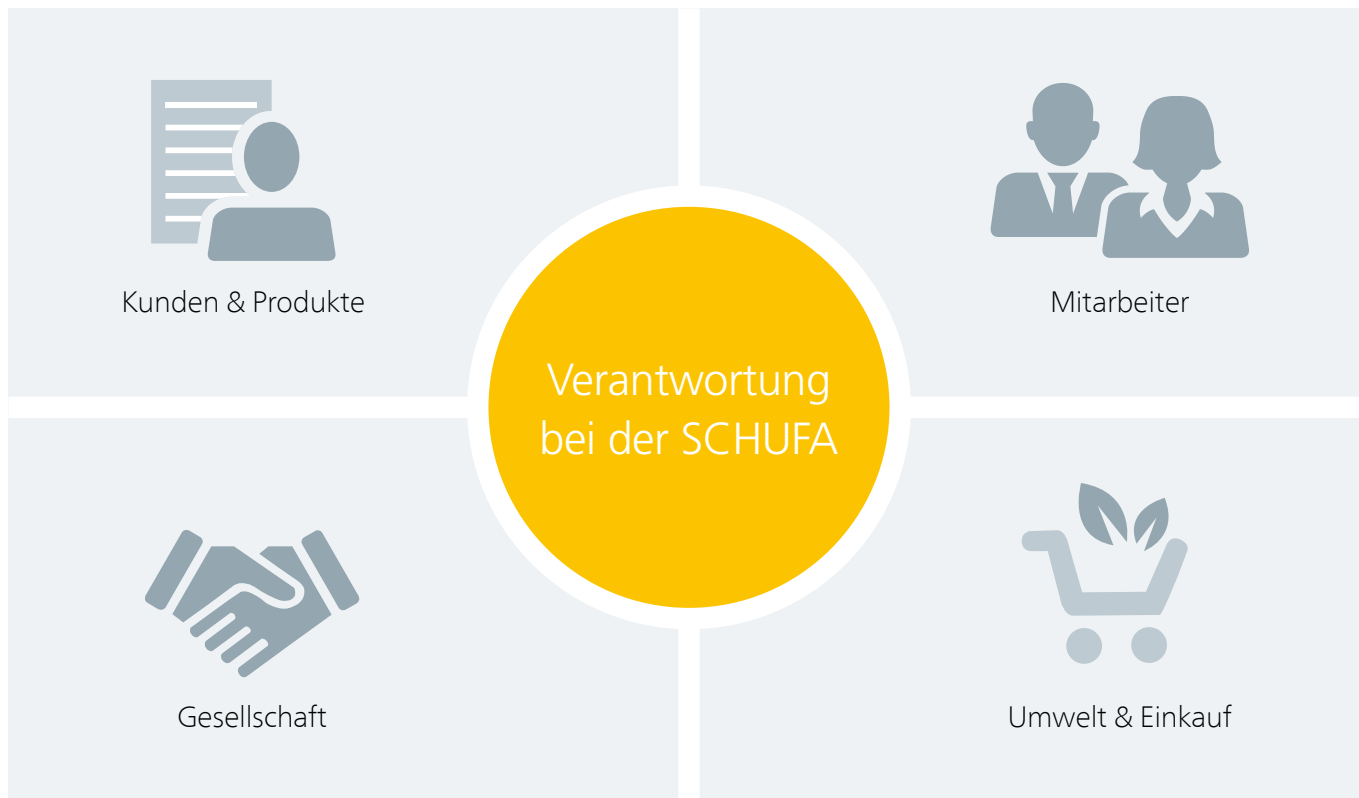 Kunden & Produkte
Mitarbeiter
Verantwortung
bei der SCHUFA
Gesellschaft
Umwelt & Einkauf